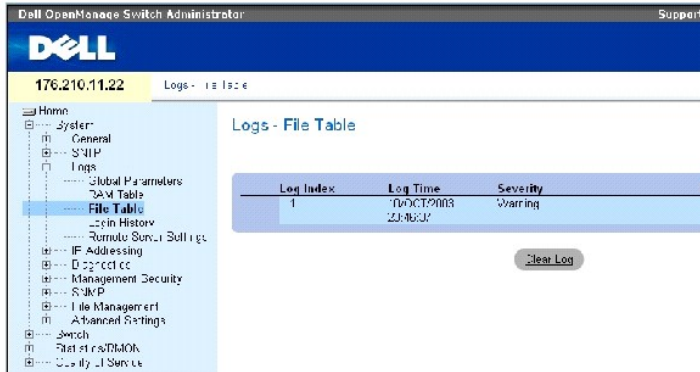 Dell OpenManage Switch Administrator Support
DELL
176.210.11.22 Logs - File Table
Home
System
General
SNTP
Logs
Global Parameters
RAM Table
File Table
Login History
Remote Server Settings
IP Addressing
Diagnostics
Management Security
SNMP
File Management
Advanced Settings
Switch
Statistics/RMON
Quality of Service
Logs - File Table
Log Index Log Time Severity
1 10/OCT/2003 Warning
Clear Log